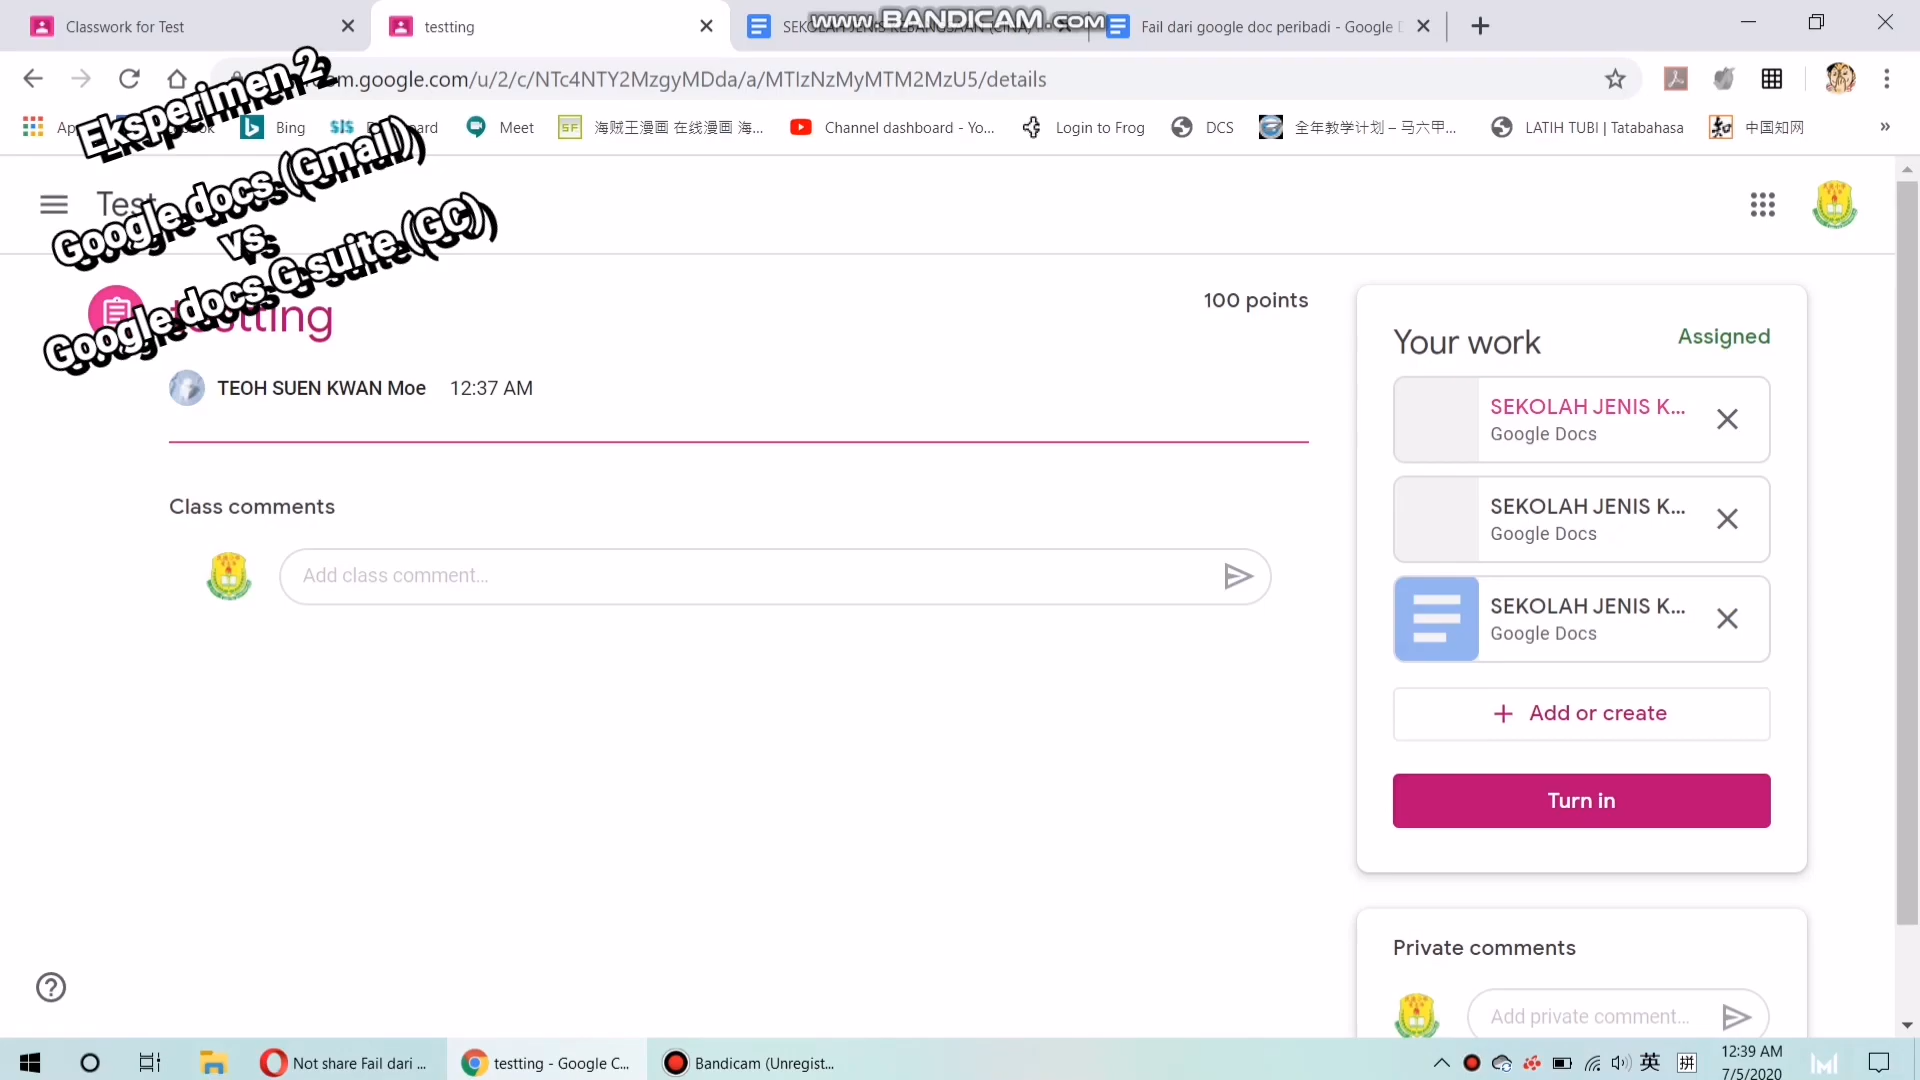 Classwork for Test
testting
SEKOLAH JENIS KEBANGSAAN (CINA)
www.BANDICAM.com
Fail dari google doc peribadi - Google D
.google.com/u/2/c/NTc4NTY2MzgyMDda/a/MTIzNzMyMTM2MzU5/details
Bing
Meet
海贼王漫画 在线漫画 海...
Channel dashboard - Yo...
Login to Frog
DCS
全年教学计划 – 马六甲...
LATIH TUBI | Tatabahasa
中国知网
»
Eksperimen 2
Google docs (Gmail)
vs
Google docs G suite (GC)
Test
testting
100 points
TEOH SUEN KWAN Moe 12:37 AM
Class comments
Add class comment...
Your work
Assigned
SEKOLAH JENIS K...
Google Docs
SEKOLAH JENIS K...
Google Docs
SEKOLAH JENIS K...
Google Docs
+ Add or create
Turn in
Private comments
Add private comment...
Not share Fail dari ...
testting - Google C...
Bandicam (Unregist...
英
拼
12:39 AM
7/5/2020